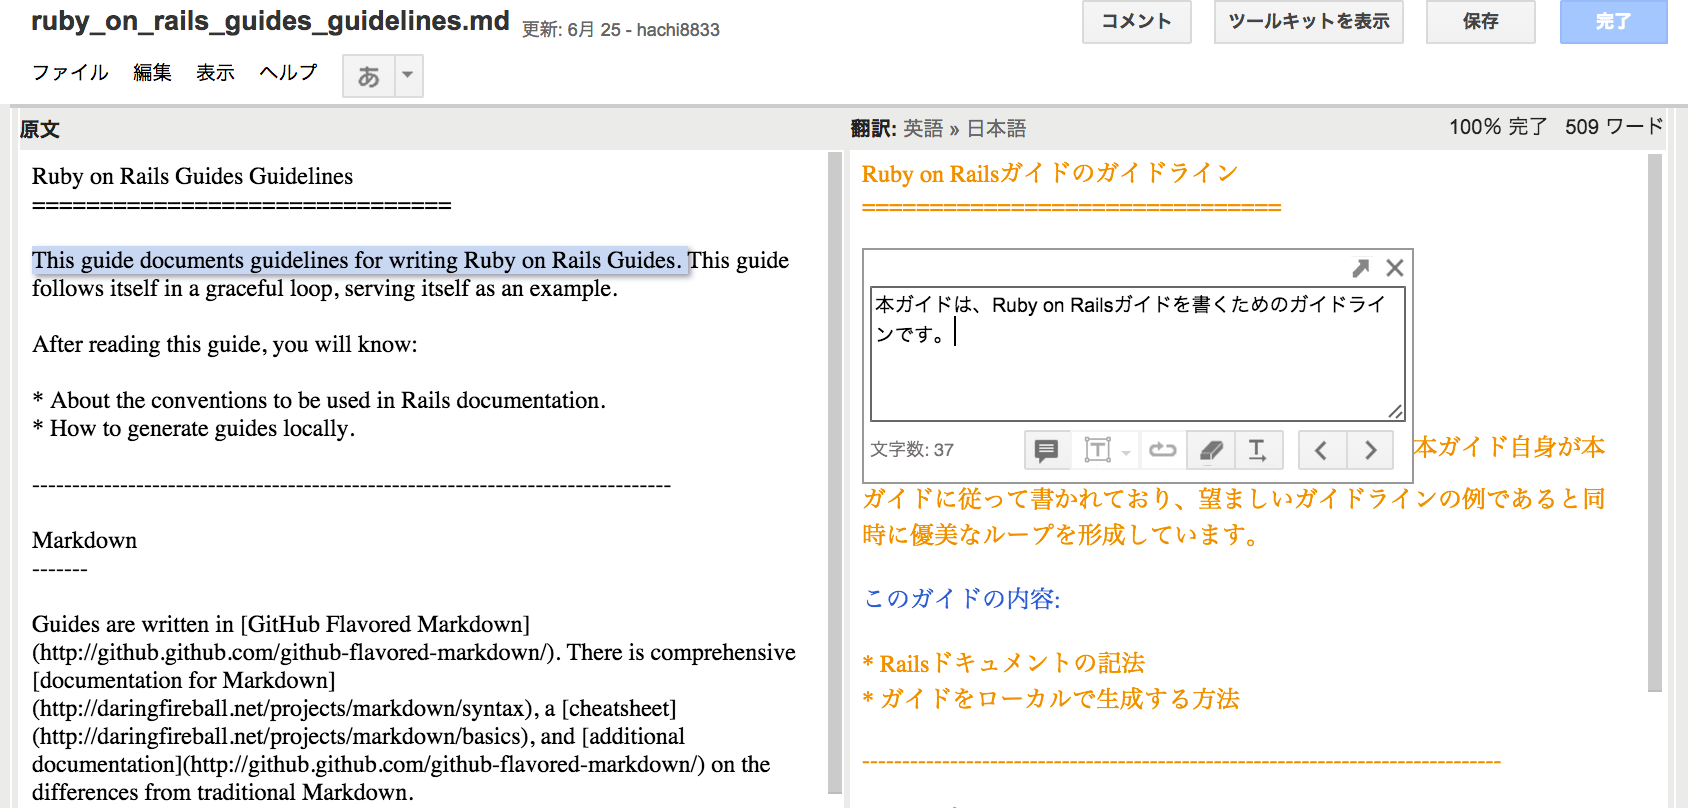 ruby_on_rails_guides_guidelines.md 更新: 6月 25 - hachi8833
コメント ツールキットを表示 保存 完了
ファイル 編集 表示 ヘルプ あ
原文
Ruby on Rails Guides Guidelines
===============================
This guide documents guidelines for writing Ruby on Rails Guides. This guide
follows itself in a graceful loop, serving itself as an example.
After reading this guide, you will know:
* About the conventions to be used in Rails documentation.
* How to generate guides locally.
--------------------------------------------------------------------------------
Markdown
-------
Guides are written in [GitHub Flavored Markdown]
(http://github.github.com/github-flavored-markdown/). There is comprehensive
[documentation for Markdown]
(http://daringfireball.net/projects/markdown/syntax), a [cheatsheet]
(http://daringfireball.net/projects/markdown/basics), and [additional
documentation](http://github.github.com/github-flavored-markdown/) on the
differences from traditional Markdown.
翻訳: 英語 » 日本語 100% 完了 509 ワード
Ruby on Railsガイドのガイドライン
===============================
本ガイドは、Ruby on Railsガイドを書くためのガイドライ
ンです。
文字数: 37
本ガイド自身が本
ガイドに従って書かれており、望ましいガイドラインの例であると同
時に優美なループを形成しています。
このガイドの内容:
* Railsドキュメントの記法
* ガイドをローカルで生成する方法
--------------------------------------------------------------------------------